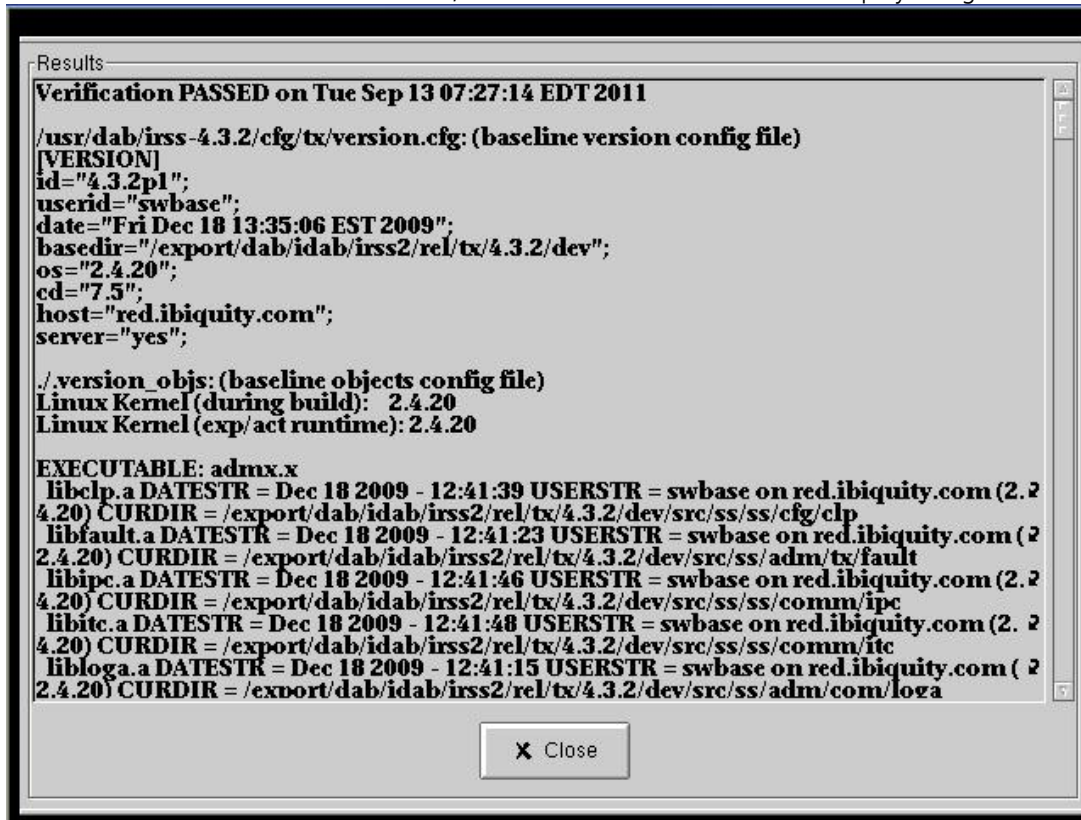 Results
Verification PASSED on Tue Sep 13 07:27:14 EDT 2011
/usr/dab/irss-4.3.2/cfg/tx/version.cfg: (baseline version config file)
[VERSION]
id="4.3.2p1";
userid="swbase";
date="Fri Dec 18 13:35:06 EST 2009";
basedir="/export/dab/idab/irss2/rel/tx/4.3.2/dev";
os="2.4.20";
cd="7.5";
host="red.ibiquity.com";
server="yes";
./.version_objs: (baseline objects config file)
Linux Kernel (during build): 2.4.20
Linux Kernel (exp/act runtime): 2.4.20
EXECUTABLE: admx.x
libclp.a DATESTR = Dec 18 2009 - 12:41:39 USERSTR = swbase on red.ibiquity.com (2.
4.20) CURDIR = /export/dab/idab/irss2/rel/tx/4.3.2/dev/src/ss/ss/cfg/clp
libfault.a DATESTR = Dec 18 2009 - 12:41:23 USERSTR = swbase on red.ibiquity.com (
2.4.20) CURDIR = /export/dab/idab/irss2/rel/tx/4.3.2/dev/src/ss/adm/tx/fault
libipc.a DATESTR = Dec 18 2009 - 12:41:46 USERSTR = swbase on red.ibiquity.com (2.
4.20) CURDIR = /export/dab/idab/irss2/rel/tx/4.3.2/dev/src/ss/ss/comm/ipc
libitc.a DATESTR = Dec 18 2009 - 12:41:48 USERSTR = swbase on red.ibiquity.com (2.
4.20) CURDIR = /export/dab/idab/irss2/rel/tx/4.3.2/dev/src/ss/ss/comm/itc
libloga.a DATESTR = Dec 18 2009 - 12:41:15 USERSTR = swbase on red.ibiquity.com (
2.4.20) CURDIR = /export/dab/idab/irss2/rel/tx/4.3.2/dev/src/ss/adm/com/loga
Close